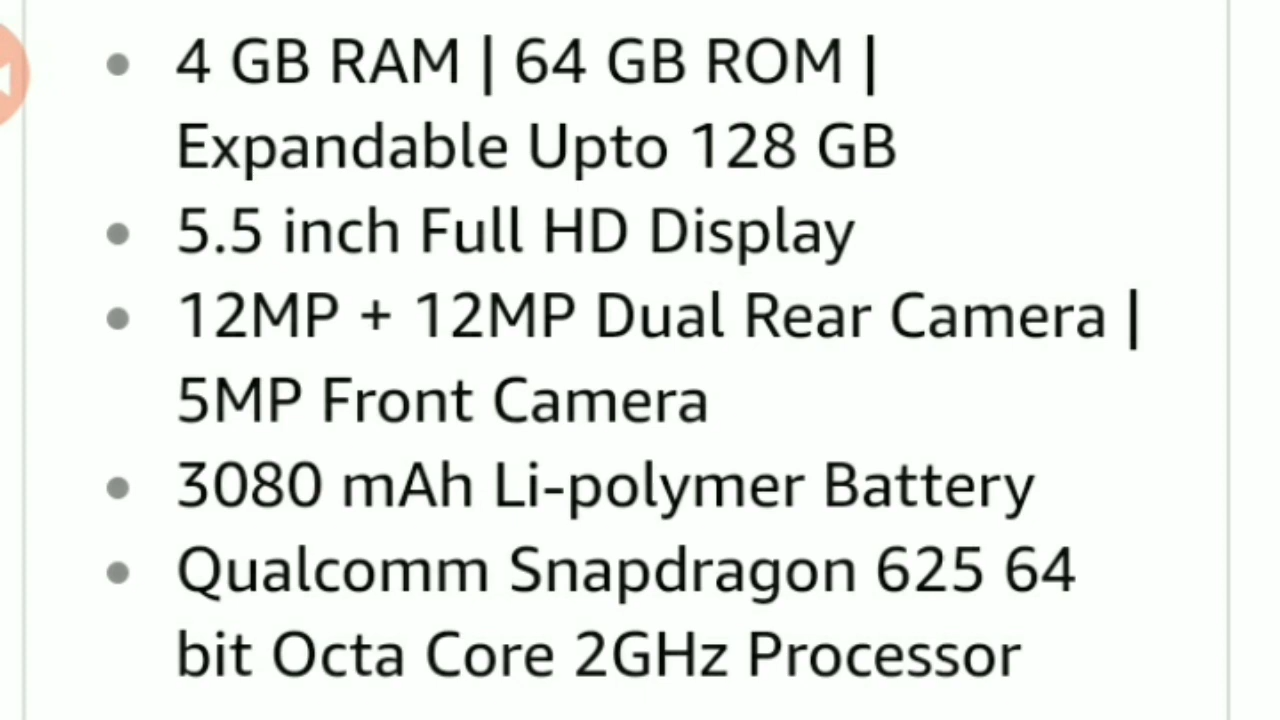 4 GB RAM | 64 GB ROM |
Expandable Upto 128 GB
5.5 inch Full HD Display
12MP + 12MP Dual Rear Camera |
5MP Front Camera
3080 mAh Li-polymer Battery
Qualcomm Snapdragon 625 64
bit Octa Core 2GHz Processor